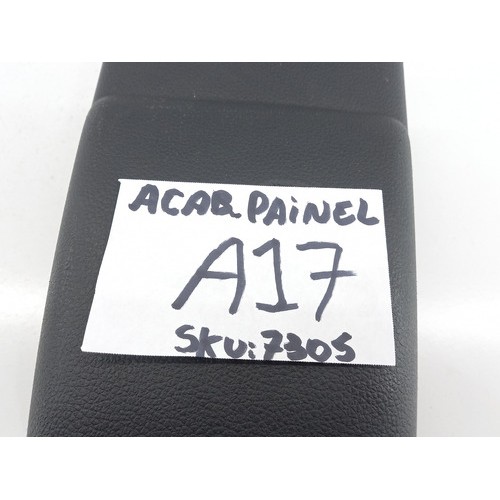 ACAB. PAiNEL
A17
SKU: 7305